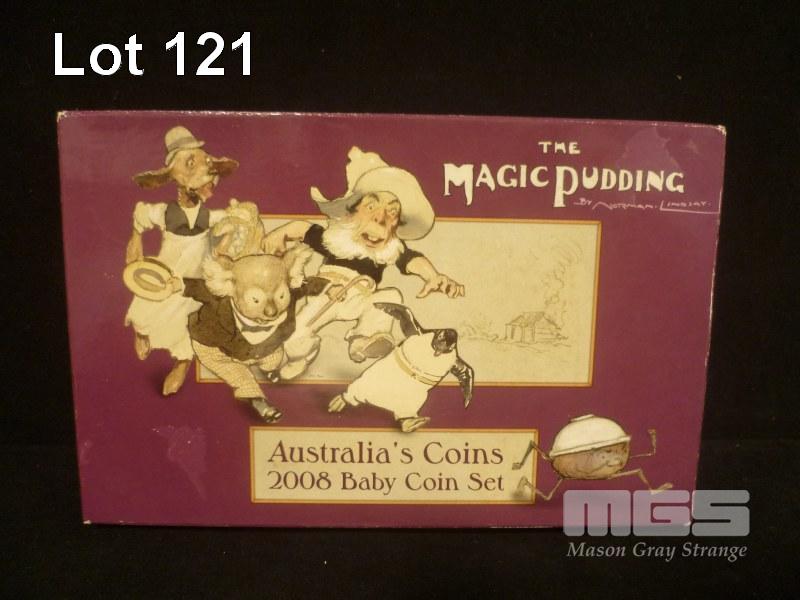 Lot 121
THE
MAGIC PUDDING
BY NORMAN LINDSAY.
Australia's Coins
2008 Baby Coin Set
MGS
Mason Gray Strange